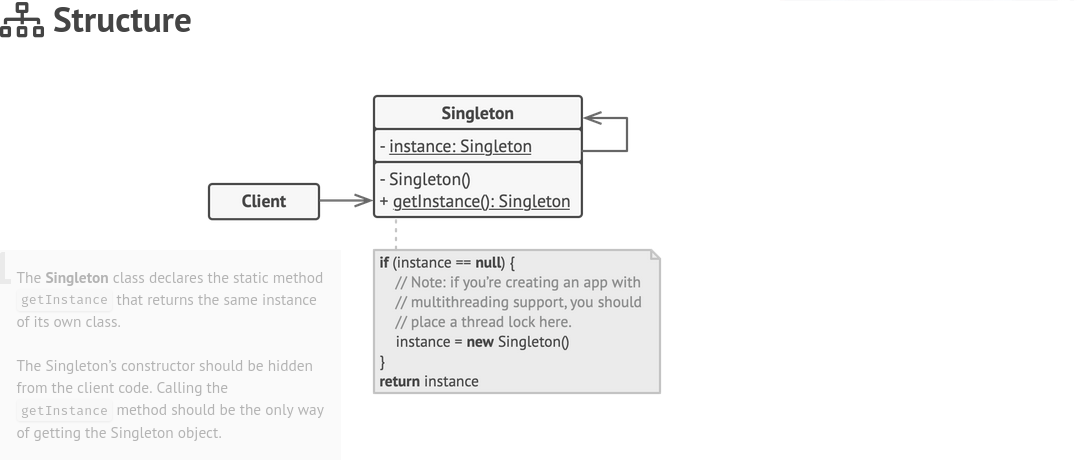 Structure
Singleton
- instance: Singleton
- Singleton()
+ getInstance(): Singleton
Client
if (instance == null) {
// Note: if you're creating an app with
// multithreading support, you should
// place a thread lock here.
instance = new Singleton()
}
return instance
The Singleton class declares the static method
getInstance that returns the same instance
of its own class.
The Singleton's constructor should be hidden
from the client code. Calling the
getInstance method should be the only way
of getting the Singleton object.